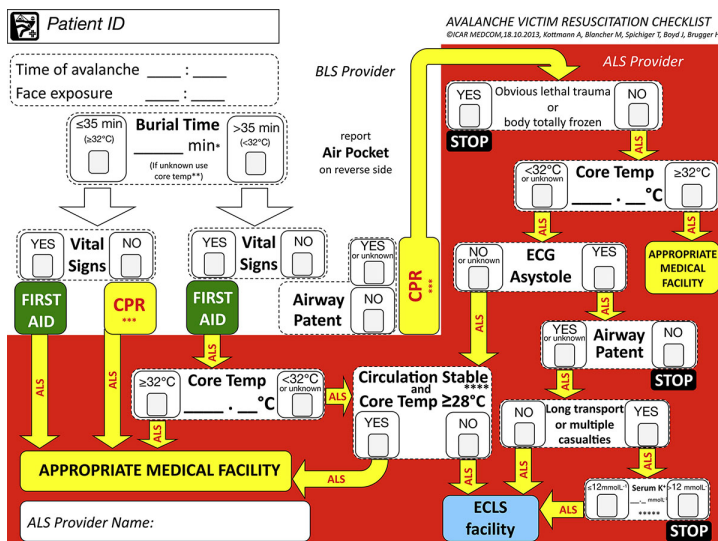 Patient ID
AVALANCHE VICTIM RESUSCITATION CHECKLIST
©ICAR MEDCOM,18.10.2013, Kottmann A, Blancher M, Spichiger T, Boyd J, Brugger H
Time of avalanche ____ : ____
Face exposure ____ : ____
BLS Provider
ALS Provider
≤35 min
(≥32°C)
Burial Time
_____ min*
(If unknown use
core temp**)
>35 min
(<32°C)
report
Air Pocket
on reverse side
YES
STOP
Obvious lethal trauma
or
body totally frozen
NO
ALS
<32°C
or unknown
Core Temp
____ . __°C
≥32°C
ALS
ALS
YES
Vital
Signs
NO
YES
Vital
Signs
NO
YES
or unknown
Airway
Patent
NO
CPR
***
NO
or unknown
ECG
Asystole
YES
APPROPRIATE
MEDICAL
FACILITY
FIRST
AID
CPR
***
FIRST
AID
ALS
ALS
YES
or unknown
Airway
Patent
NO
STOP
ALS
ALS
ALS
≥32°C
Core Temp
____ . __°C
<32°C
or unknown
ALS
Circulation Stable
****
and
Core Temp ≥28°C
YES
NO
ALS
NO
Long transport
or multiple
casualties
YES
ALS
ALS
ALS
ALS
ALS
APPROPRIATE MEDICAL FACILITY
≤12mmolL⁻¹
Serum K⁺
__._ mmolL⁻¹
*****
>12 mmolL⁻¹
STOP
ALS
ECLS
facility
ALS Provider Name: